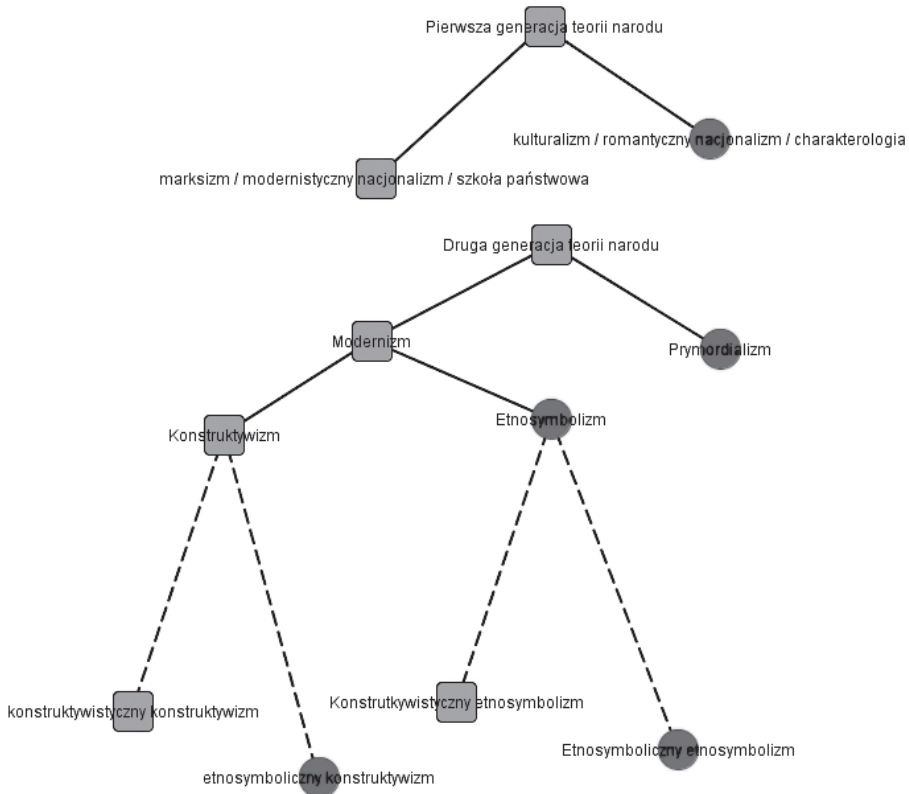 Pierwsza generacja teorii narodu
kulturalizm / romantyczny nacjonalizm / charakterologia
marksizm / modernistyczny nacjonalizm / szkoła państwowa
Druga generacja teorii narodu
Modernizm
Prymordializm
Etnosymbolizm
Konstruktywizm
Konstrutkywistyczny etnosymbolizm
konstruktywistyczny konstruktywizm
Etnosymboliczny etnosymbolizm
etnosymboliczny konstruktywizm